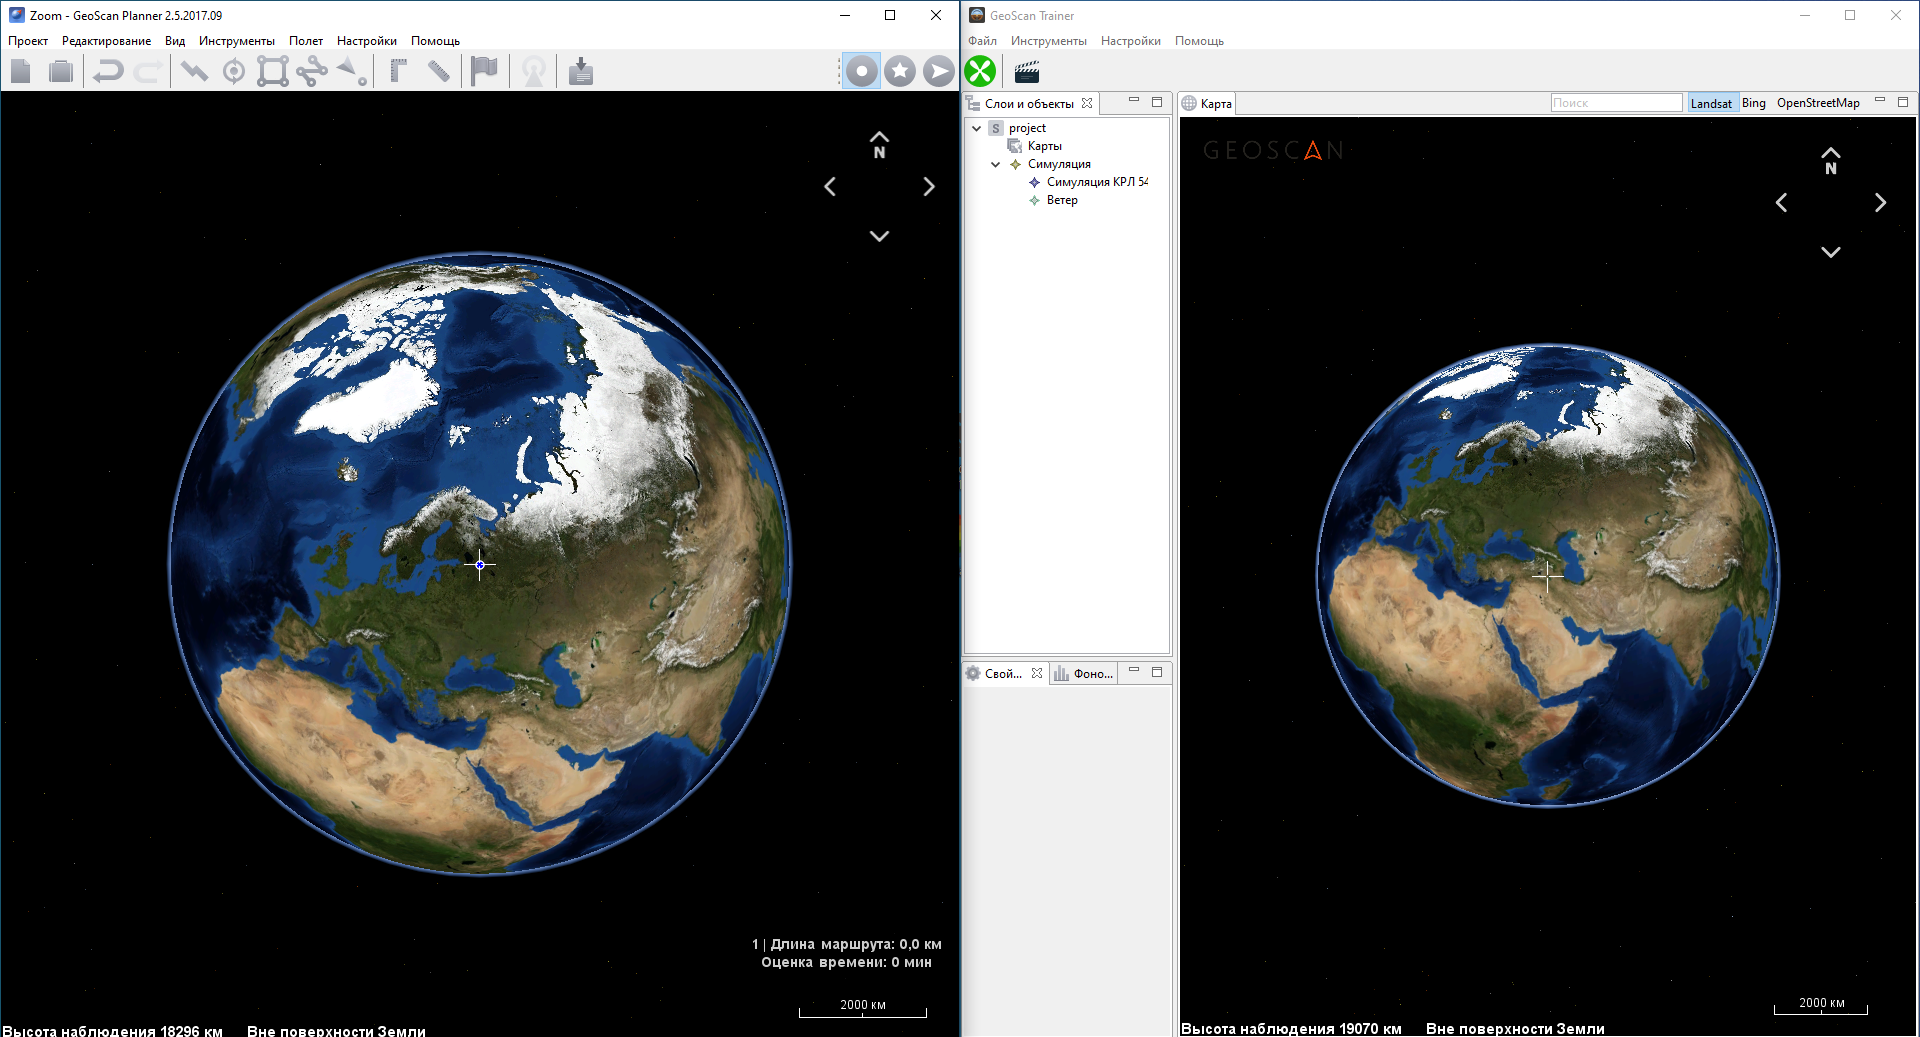 Zoom - GeoScan Planner 2.5.2017.09
Проект Редактирование Вид Инструменты Полет Настройки Помощь
N
1 | Длина маршрута: 0,0 км
Оценка времени: 0 мин
2000 км
Высота наблюдения 18296 км Вне поверхности Земли
GeoScan Trainer
Файл Инструменты Настройки Помощь
Слои и объекты
S project
Карты
Симуляция
Симуляция КРЛ 54
Ветер
Свой... Фоно...
Карта Поиск Landsat Bing OpenStreetMap
GEOSCAN
N
2000 км
Высота наблюдения 19070 км Вне поверхности Земли